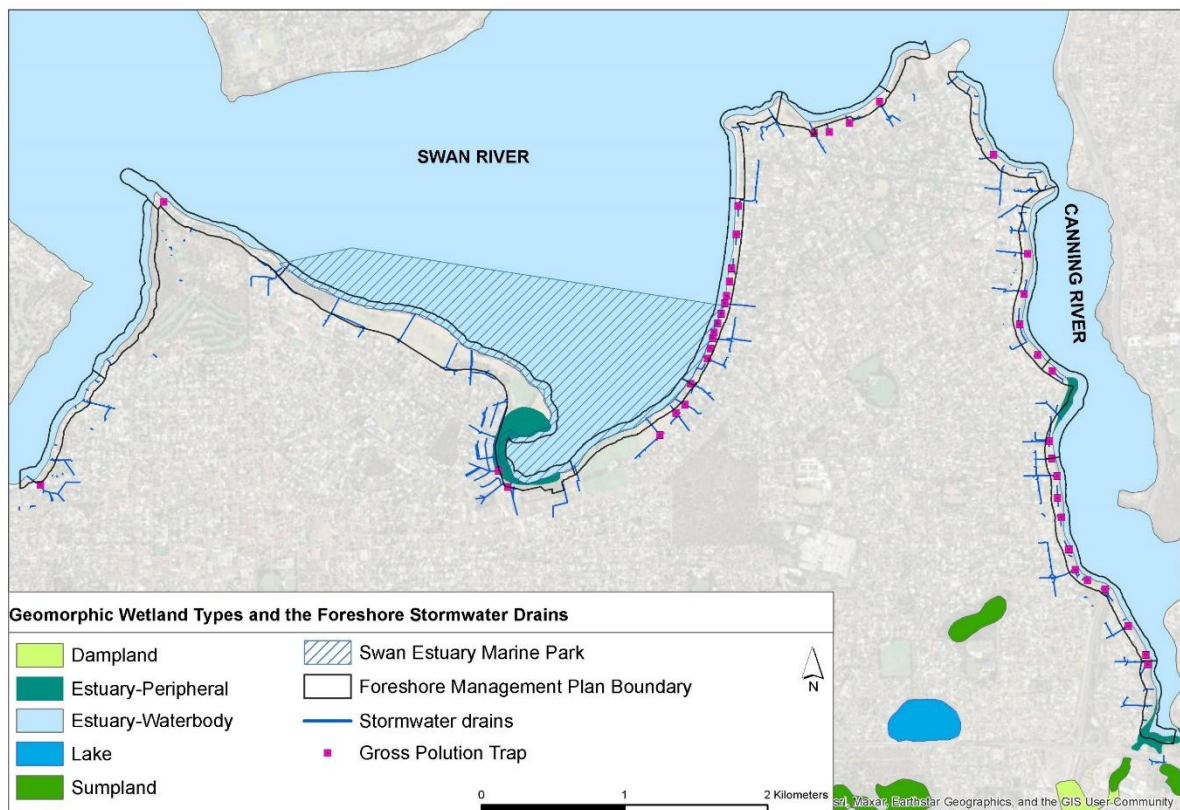 SWAN RIVER
CANNING RIVER
Geomorphic Wetland Types and the Foreshore Stormwater Drains
Dampland
Estuary-Peripheral
Estuary-Waterbody
Lake
Sumpland
Swan Estuary Marine Park
Foreshore Management Plan Boundary
Stormwater drains
Gross Polution Trap
N
0 1 2 Kilometers
sri, Maxar, Earthstar Geographics, and the GIS User Community